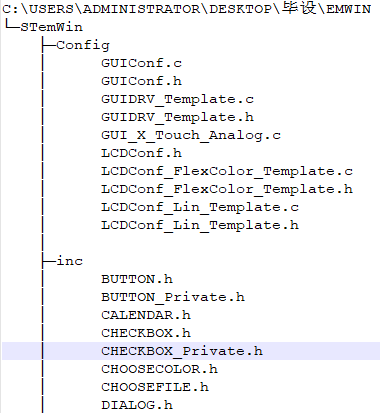 C:\USERS\ADMINISTRATOR\DESKTOP\毕设\EMWIN
└─STemWin
├─Config
│ GUIConf.c
│ GUIConf.h
│ GUIDRV_Template.c
│ GUIDRV_Template.h
│ GUI_X_Touch_Analog.c
│ LCDConf.h
│ LCDConf_FlexColor_Template.c
│ LCDConf_FlexColor_Template.h
│ LCDConf_Lin_Template.c
│ LCDConf_Lin_Template.h
│
├─inc
│ BUTTON.h
│ BUTTON_Private.h
│ CALENDAR.h
│ CHECKBOX.h
│ CHECKBOX_Private.h
│ CHOOSECOLOR.h
│ CHOOSEFILE.h
│ DIALOG.h